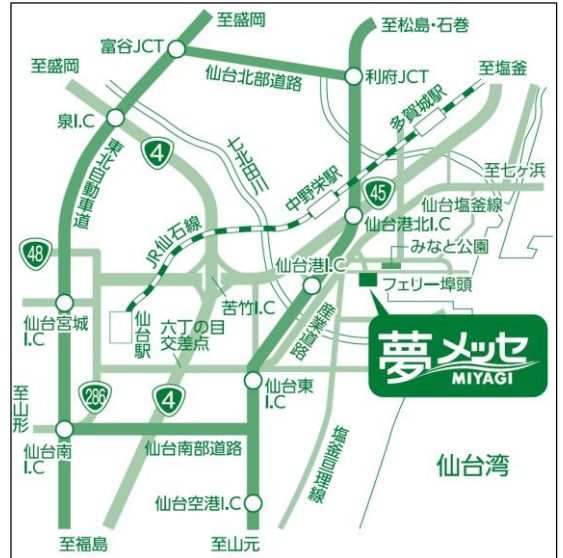 至盛岡
至松島・石巻
富谷JCT
至盛岡
仙台北部道路
利府JCT
至塩釜
多賀城駅
泉I.C
4
七北田川
中野栄駅
至七ヶ浜
東北自動車道
45
仙台塩釜線
仙台港北I.C
JR仙石線
みなと公園
48
仙台港I.C
フェリー埠頭
苦竹I.C
産業道路
仙台宮城
I.C
仙台駅
六丁の目
交差点
夢メッセ
MIYAGI
仙台東
I.C
286
4
至山形
仙台南
I.C
仙台南部道路
塩釜亘理線
仙台湾
仙台空港I.C
至福島
至山元